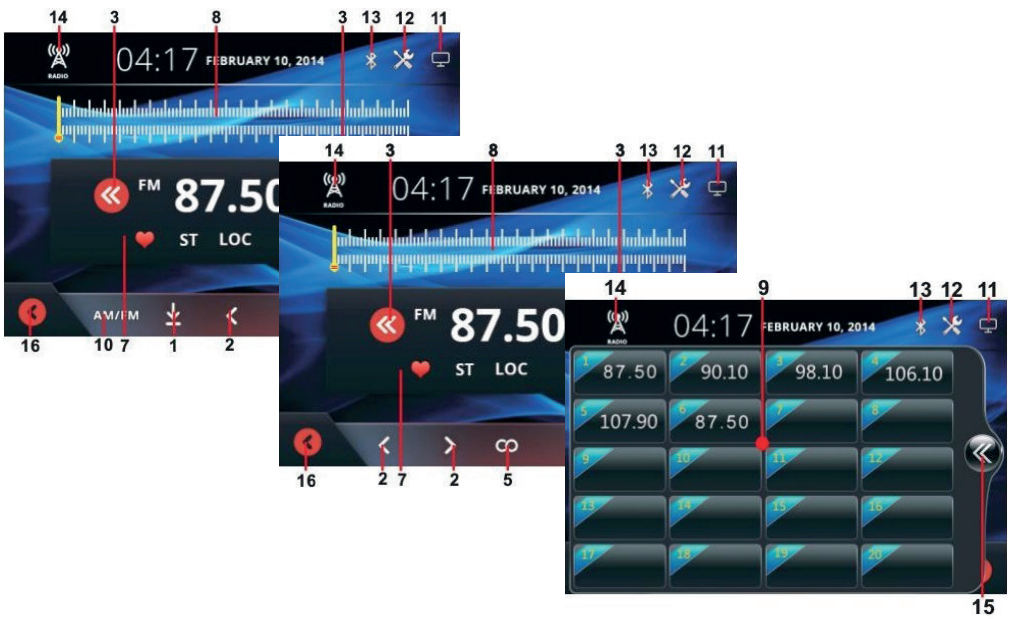 14 3 8 3 13 12 11
04:17 FEBRUARY 10, 2014
RADIO
FM 87.50
ST LOC
AM/FM
16 10 7 1 2
14 3 8 3 13 12 11
04:17 FEBRUARY 10, 2014
RADIO
FM 87.50
ST LOC
16 2 7 2 5
14 9 13 12 11
04:17 FEBRUARY 10, 2014
RADIO
1 87.50 2 90.10 3 98.10 4 106.10
5 107.90 6 87.50 7 8
9 10 11 12
13 14 15 16
17 18 19 20
15